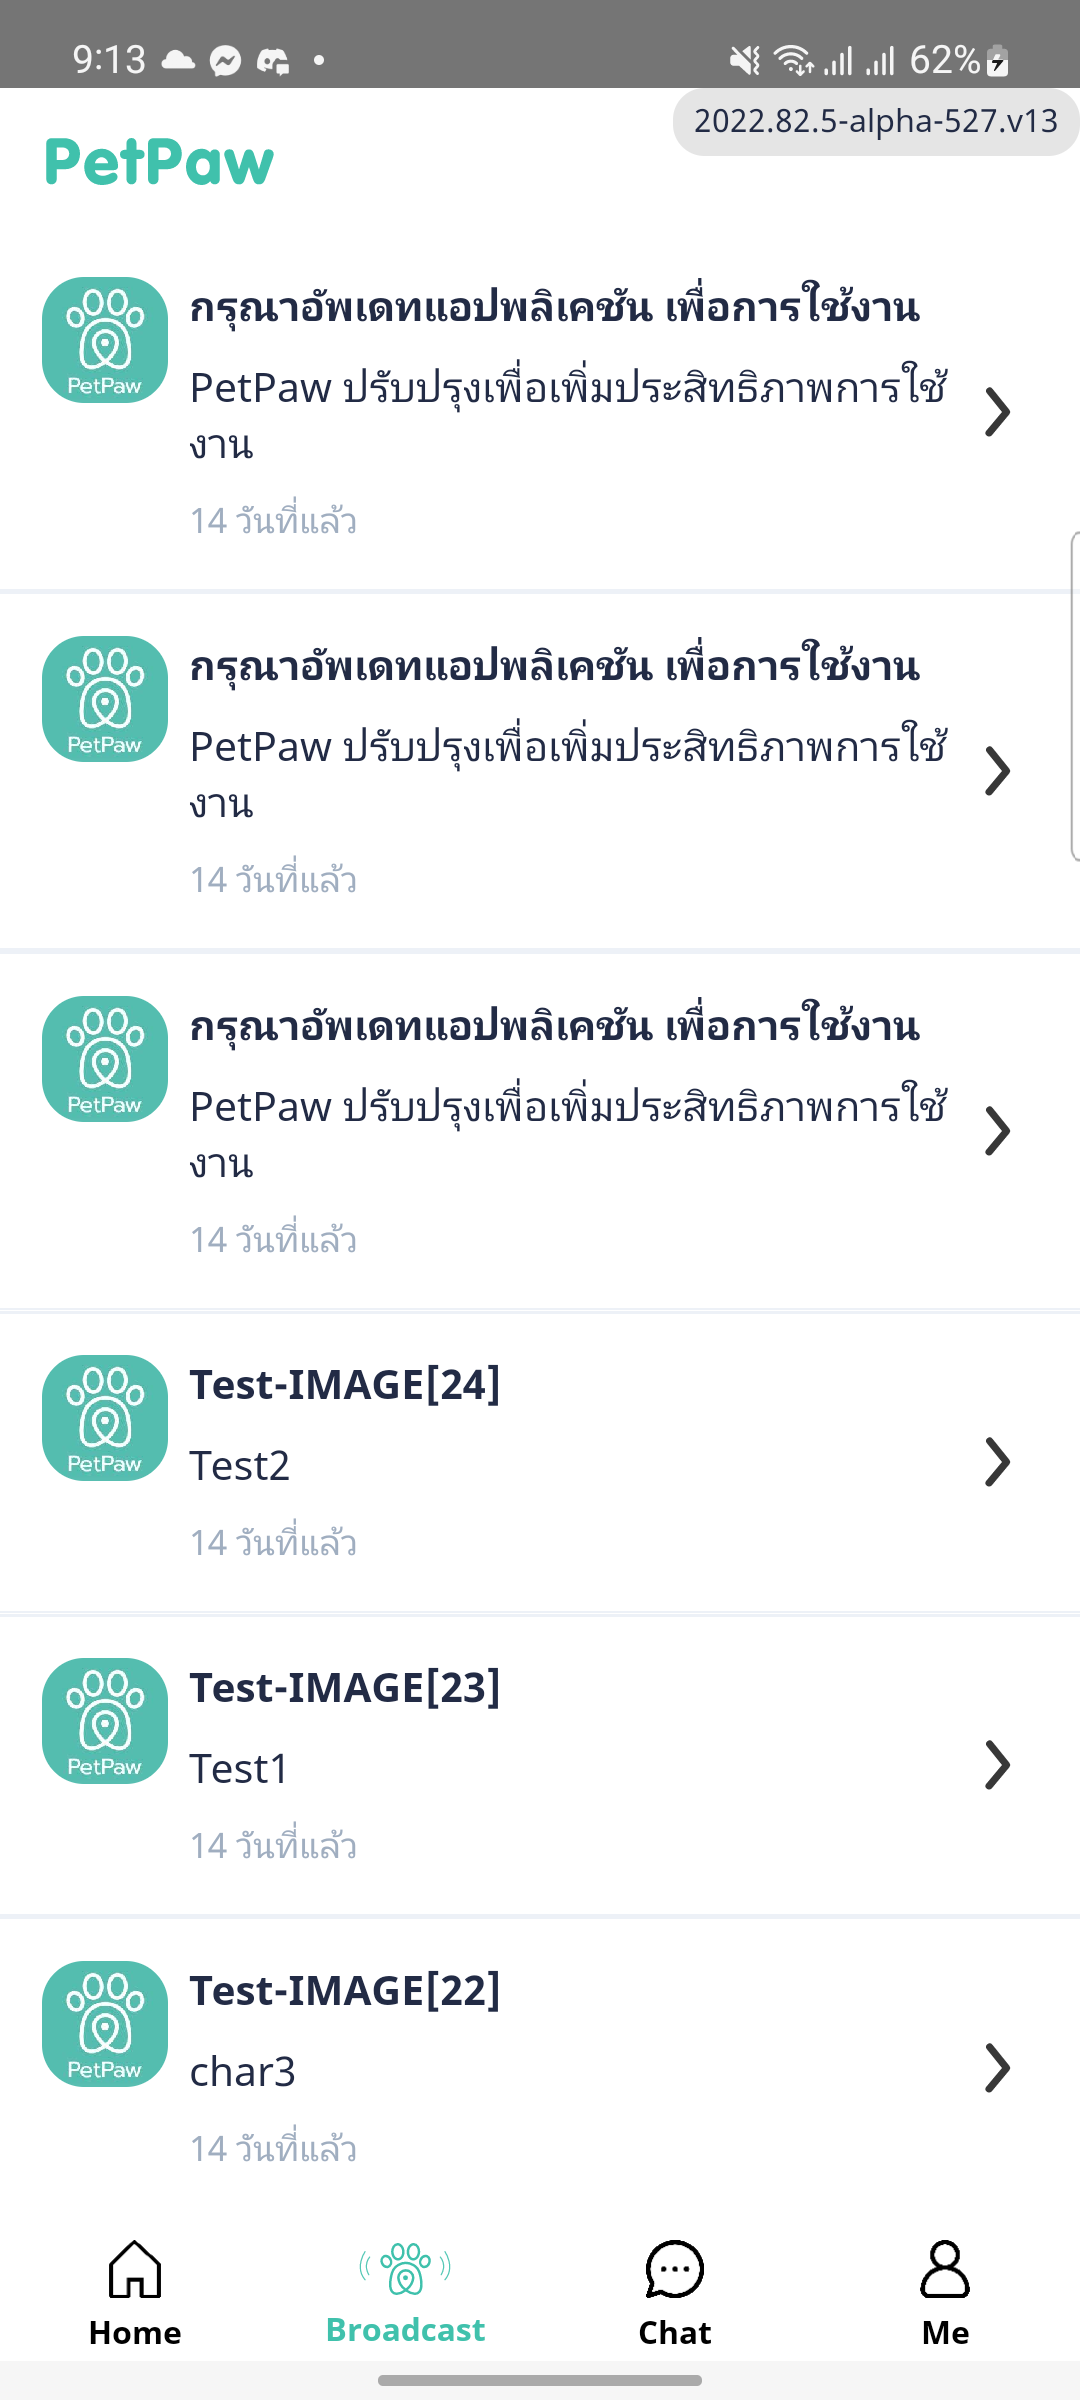 9:13
62%
2022.82.5-alpha-527.v13
PetPaw
PetPaw
กรุณาอัพเดทแอปพลิเคชัน เพื่อการใช้งาน
PetPaw ปรับปรุงเพื่อเพิ่มประสิทธิภาพการใช้
งาน
14 วันที่แล้ว
PetPaw
กรุณาอัพเดทแอปพลิเคชัน เพื่อการใช้งาน
PetPaw ปรับปรุงเพื่อเพิ่มประสิทธิภาพการใช้
งาน
14 วันที่แล้ว
PetPaw
กรุณาอัพเดทแอปพลิเคชัน เพื่อการใช้งาน
PetPaw ปรับปรุงเพื่อเพิ่มประสิทธิภาพการใช้
งาน
14 วันที่แล้ว
PetPaw
Test-IMAGE[24]
Test2
14 วันที่แล้ว
PetPaw
Test-IMAGE[23]
Test1
14 วันที่แล้ว
PetPaw
Test-IMAGE[22]
char3
14 วันที่แล้ว
Home
Broadcast
Chat
Me